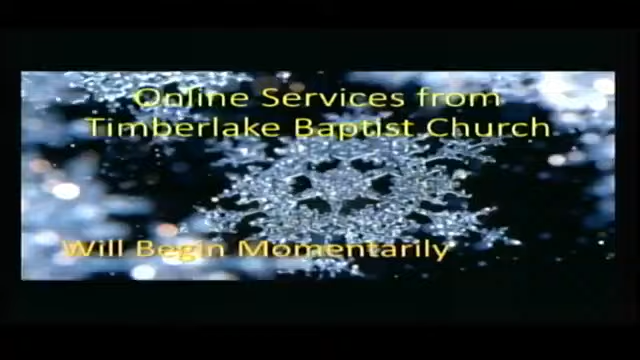 Online Services from
Timberlake Baptist Church
Will Begin Momentarily